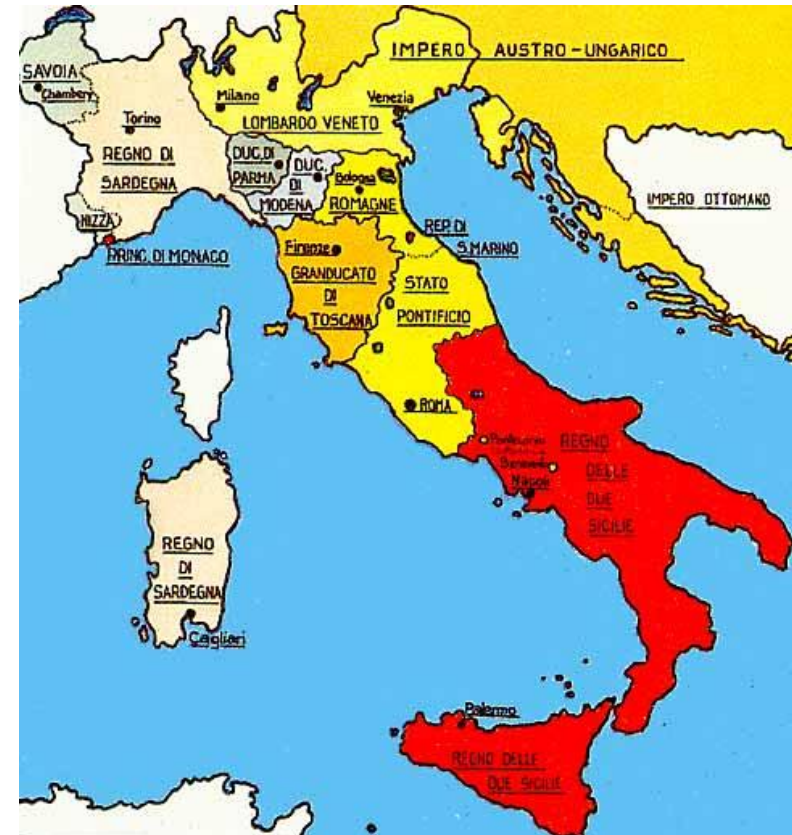 IMPERO AUSTRO-UNGARICO
SAVOIA
Chambery
Milano
Venezia
Torino
LOMBARDO VENETO
REGNO DI
SARDEGNA
DUC. DI
PARMA
DUC.
DI
MODENA
Bologna
ROMAGNE
IMPERO OTTOMANO
NIZZA
PRINC. DI MONACO
REP. DI
S. MARINO
Firenze
GRANDUCATO
DI
TOSCANA
STATO
PONTIFICIO
ROMA
Pontecorvo
Benevento
Napoli
REGNO
DELLE
DUE
SICILIE
REGNO
DI
SARDEGNA
Cagliari
Palermo
REGNO DELLE
DUE SICILIE